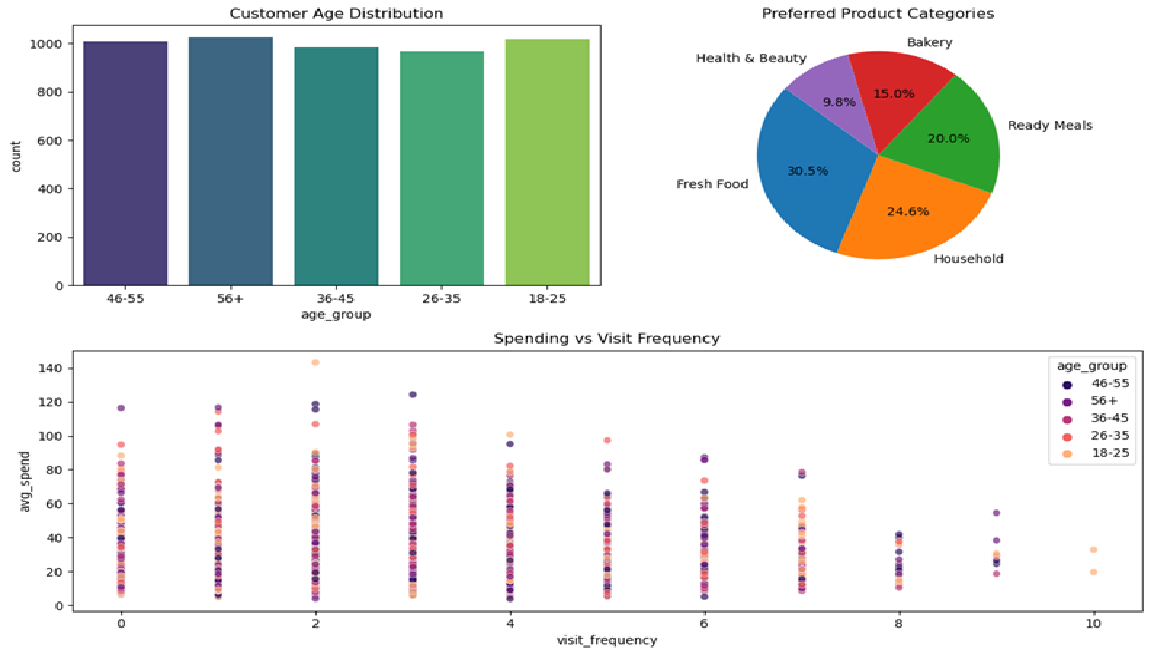 Customer Age Distribution
1000
800
600
400
200
0
count
46-55
56+
36-45
26-35
18-25
age_group
Preferred Product Categories
Bakery
Health & Beauty
15.0%
9.8%
Ready Meals
20.0%
30.5%
Fresh Food
24.6%
Household
Spending vs Visit Frequency
140
120
100
80
60
40
20
0
avg_spend
age_group
46-55
56+
36-45
26-35
18-25
0
2
4
6
8
10
visit_frequency